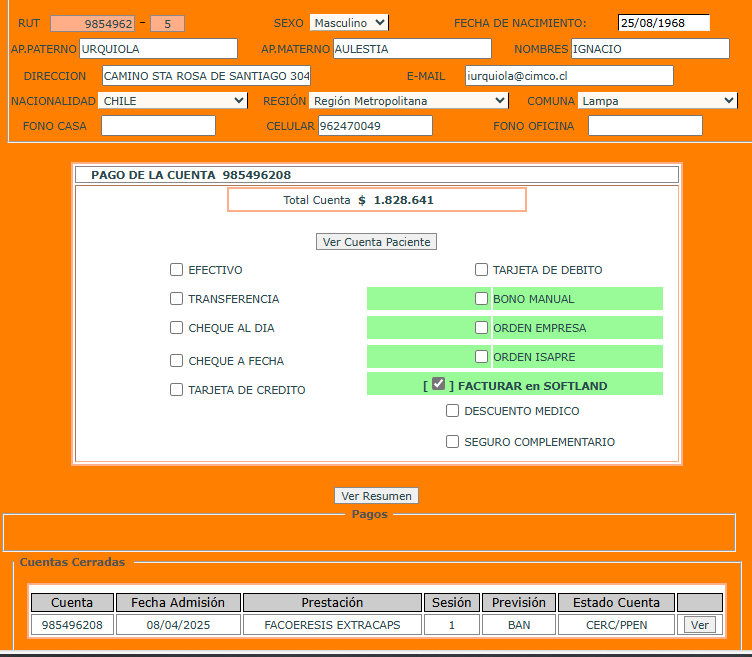 RUT 9854962 - 5 SEXO Masculino FECHA DE NACIMIENTO: 25/08/1968
AP.PATERNO URQUIOLA AP.MATERNO AULESTIA NOMBRES IGNACIO
DIRECCION CAMINO STA ROSA DE SANTIAGO 304 E-MAIL iurquiola@cimco.cl
NACIONALIDAD CHILE REGIÓN Región Metropolitana COMUNA Lampa
FONO CASA CELULAR 962470049 FONO OFICINA
PAGO DE LA CUENTA 985496208
Total Cuenta $ 1.828.641
Ver Cuenta Paciente
EFECTIVO TARJETA DE DEBITO
TRANSFERENCIA BONO MANUAL
CHEQUE AL DIA ORDEN EMPRESA
CHEQUE A FECHA ORDEN ISAPRE
TARJETA DE CREDITO [ ] FACTURAR en SOFTLAND
DESCUENTO MEDICO
SEGURO COMPLEMENTARIO
Ver Resumen
Pagos
Cuentas Cerradas
Cuenta Fecha Admisión Prestación Sesión Previsión Estado Cuenta
985496208 08/04/2025 FACOERESIS EXTRACAPS 1 BAN CERC/PPEN Ver